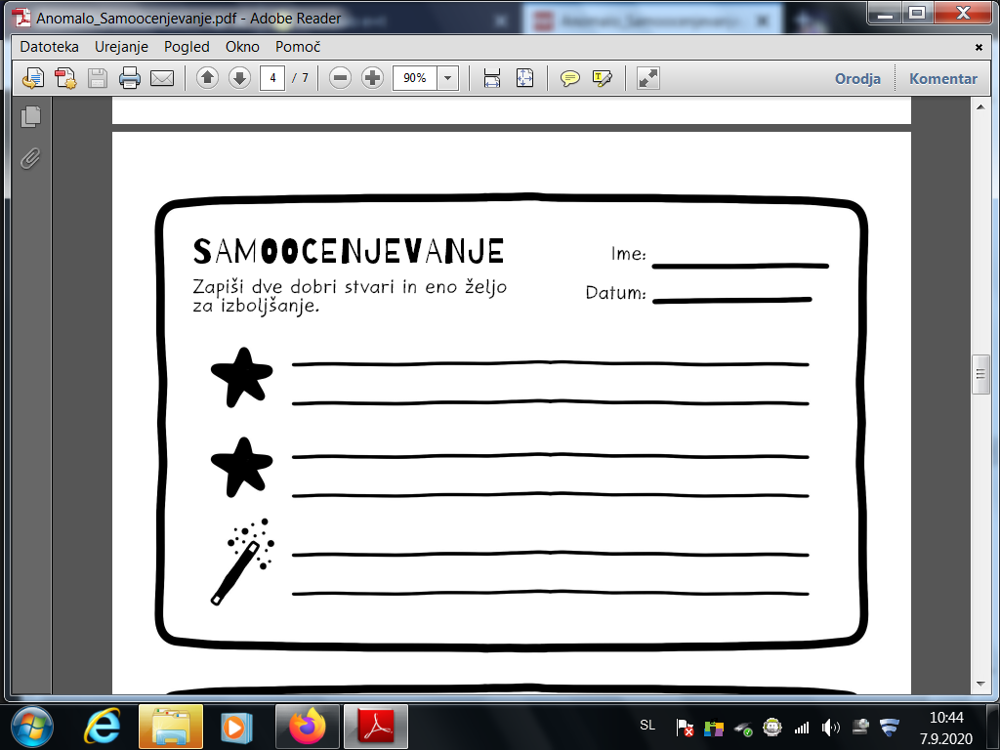 Anomalo_Samoocenjevanje.pdf - Adobe Reader
Datoteka Urejanje Pogled Okno Pomoč
4 / 7 90% Orodja Komentar
SAMOOCENJEVANJE
Zapiši dve dobri stvari in eno željo
za izboljšanje.
Ime:
Datum:
SL 10:44
7.9.2020